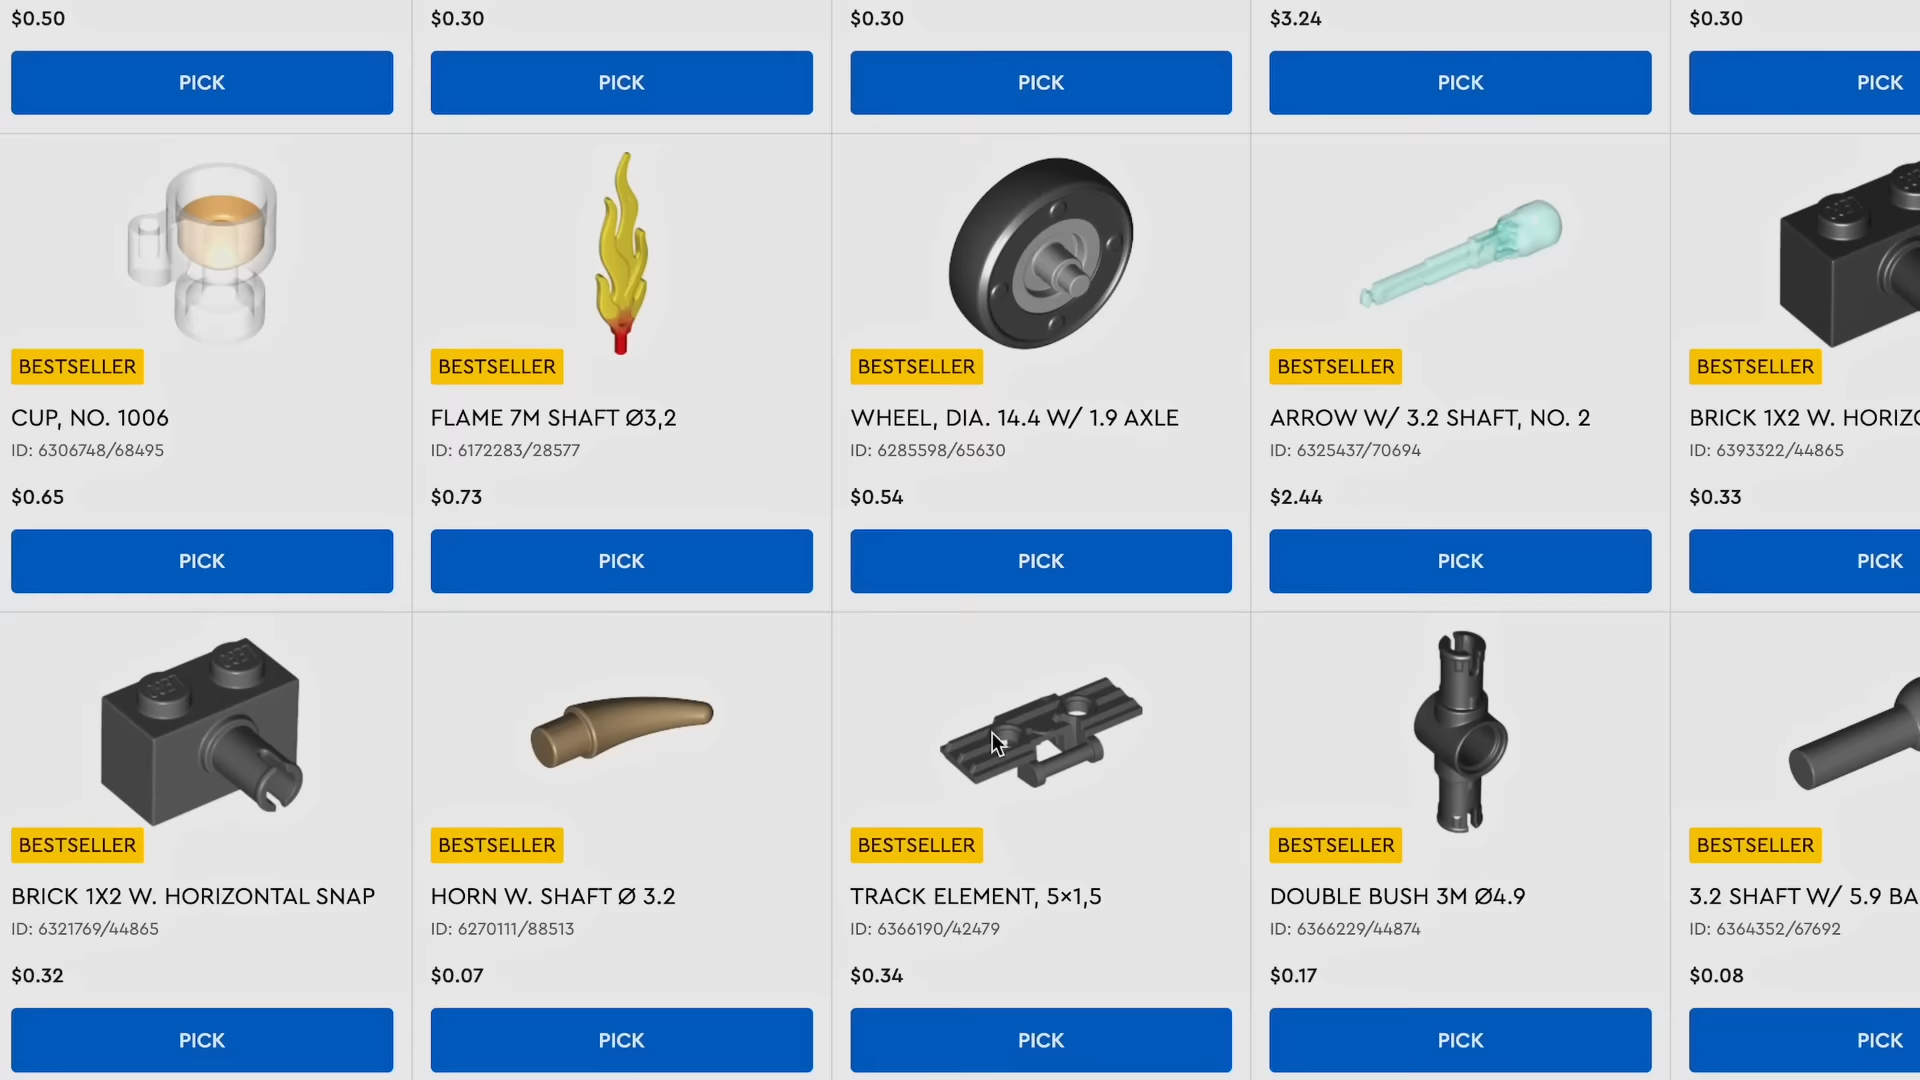 $0.50
$0.30
$0.30
$3.24
$0.30
PICK
PICK
PICK
PICK
PICK
BESTSELLER
BESTSELLER
BESTSELLER
BESTSELLER
BESTSELLER
CUP, NO. 1006
FLAME 7M SHAFT Ø3,2
WHEEL, DIA. 14.4 W/ 1.9 AXLE
ARROW W/ 3.2 SHAFT, NO. 2
BRICK 1X2 W. HORIZO
ID: 6306748/68495
ID: 6172283/28577
ID: 6285598/65630
ID: 6325437/70694
ID: 6393322/44865
$0.65
$0.73
$0.54
$2.44
$0.33
PICK
PICK
PICK
PICK
PICK
BESTSELLER
BESTSELLER
BESTSELLER
BESTSELLER
BESTSELLER
BRICK 1X2 W. HORIZONTAL SNAP
HORN W. SHAFT Ø 3.2
TRACK ELEMENT, 5×1,5
DOUBLE BUSH 3M Ø4.9
3.2 SHAFT W/ 5.9 BA
ID: 6321769/44865
ID: 6270111/88513
ID: 6366190/42479
ID: 6366229/44874
ID: 6364352/67692
$0.32
$0.07
$0.34
$0.17
$0.08
PICK
PICK
PICK
PICK
PICK